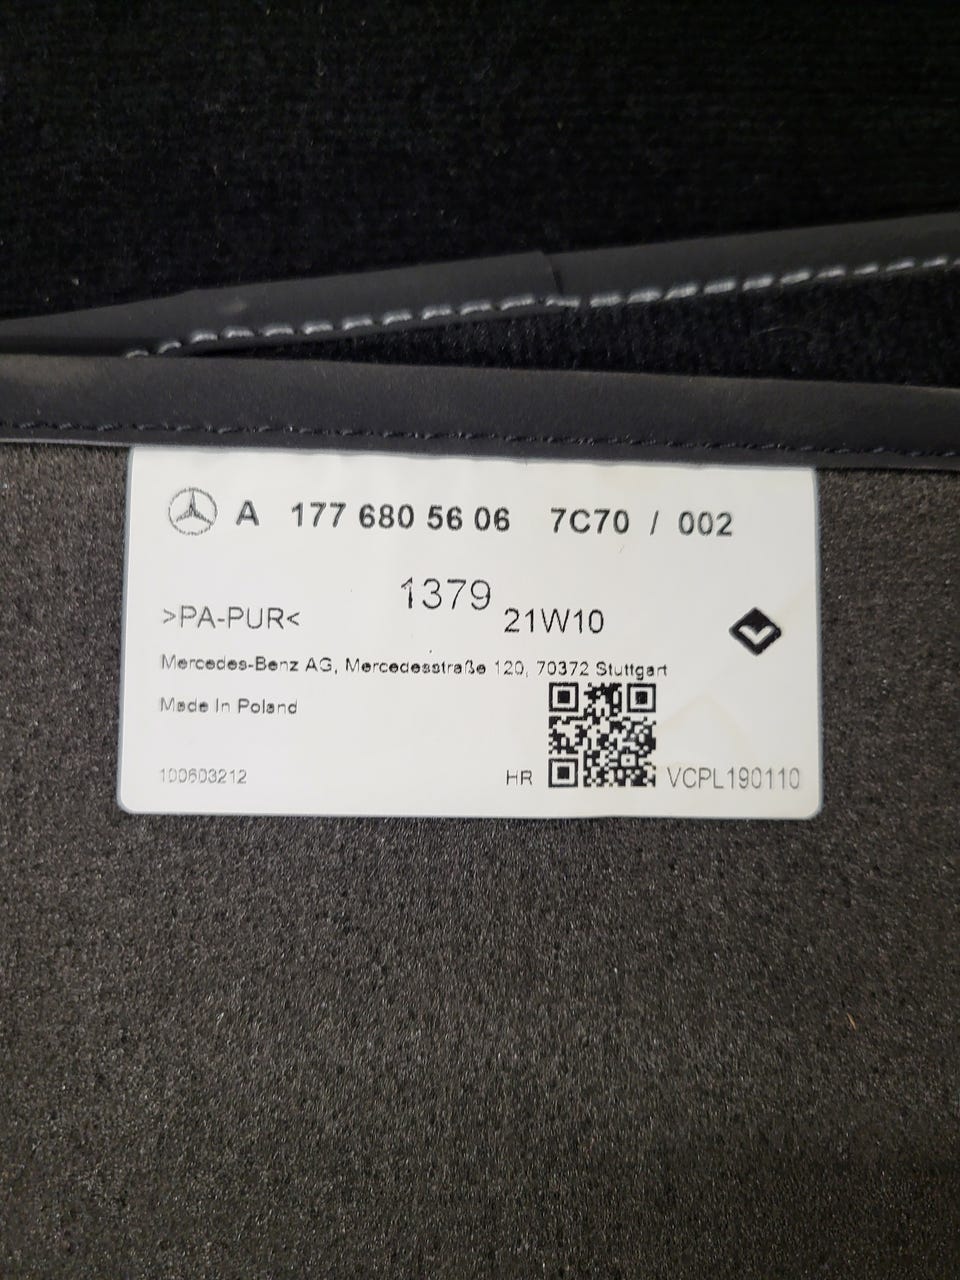 A 177 680 56 06 7C70 / 002
1379
>PA-PUR< 21W10
Mercedes-Benz AG, Mercedesstraße 120, 70372 Stuttgart
Made In Poland
100603212 HR VCPL190110